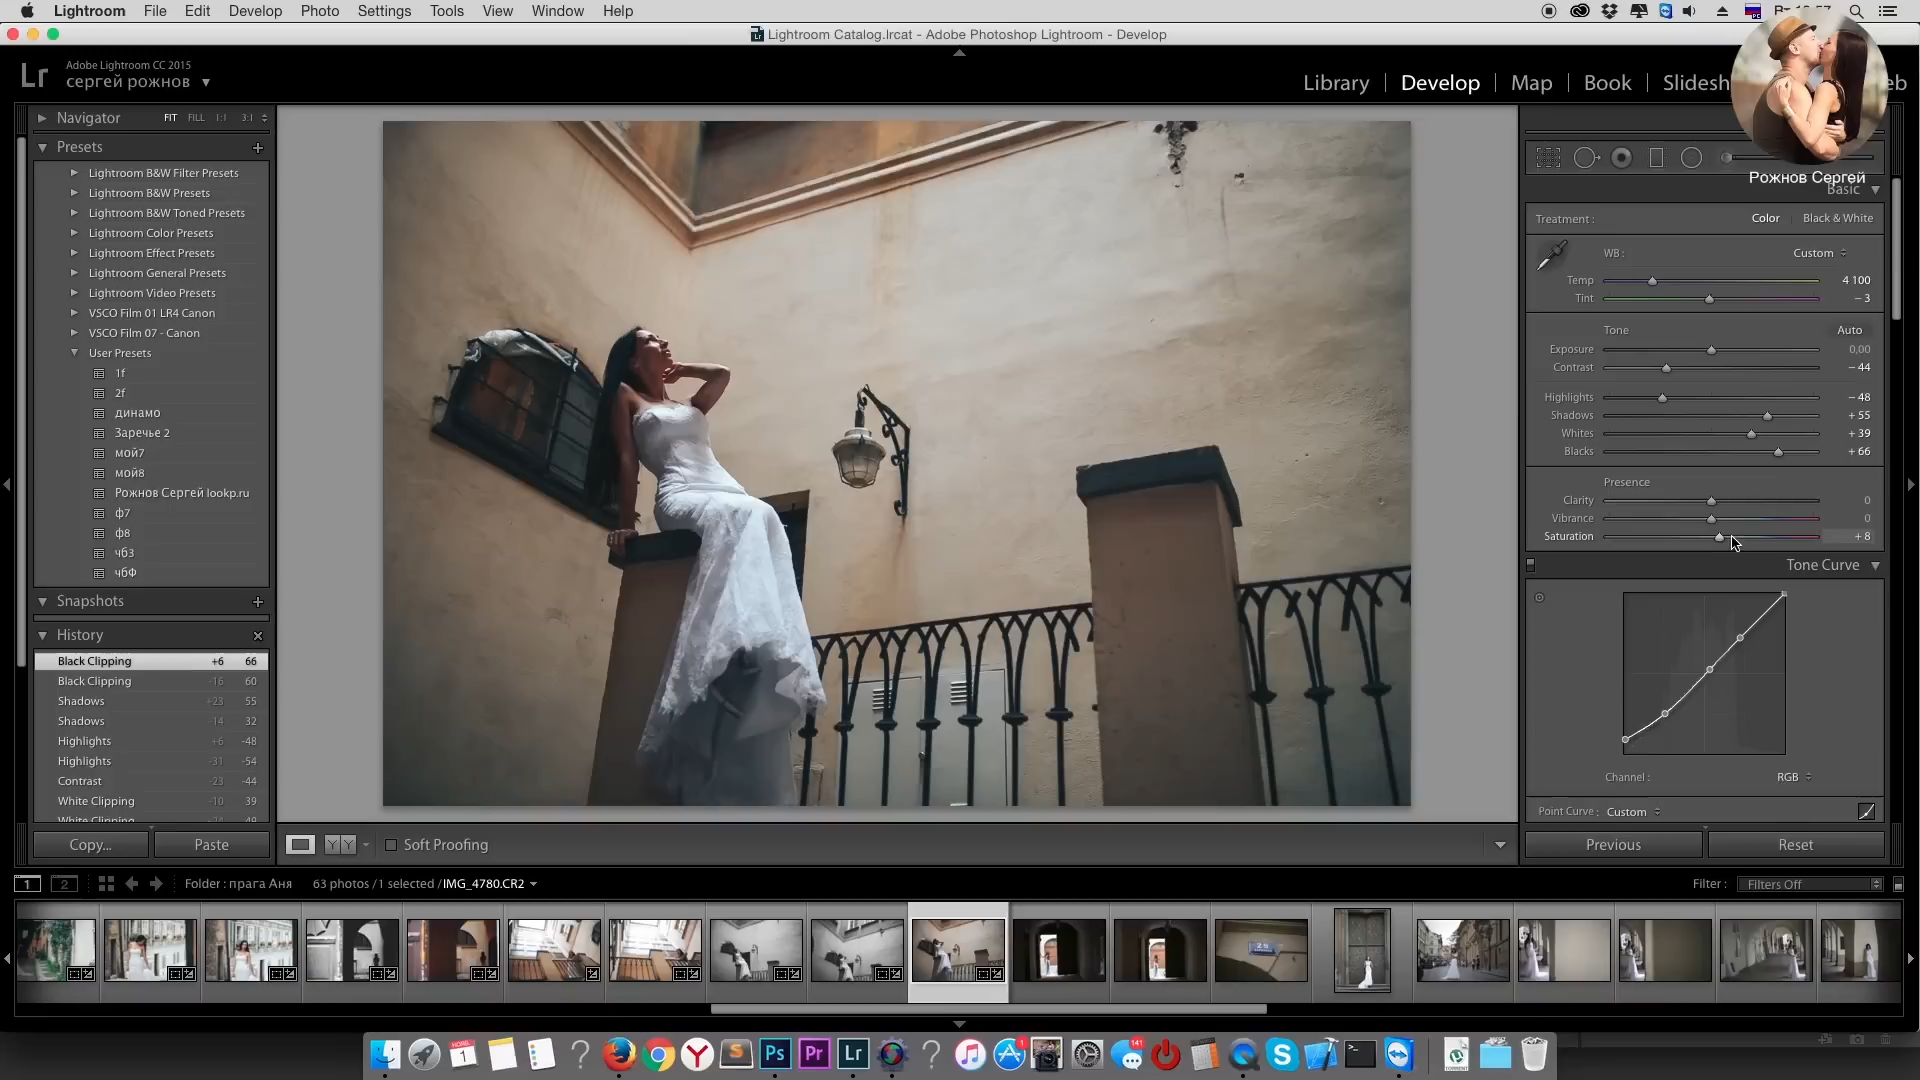 Lightroom File Edit Develop Photo Settings Tools View Window Help
Lightroom Catalog.lrcat - Adobe Photoshop Lightroom - Develop
Lr Adobe Lightroom CC 2015
сергей рожнов
Library Develop Map Book
Рожнов Сергей
Navigator FIT FILL 1:1 3:1
Presets
Lightroom B&W Filter Presets
Lightroom B&W Presets
Lightroom B&W Toned Presets
Lightroom Color Presets
Lightroom Effect Presets
Lightroom General Presets
Lightroom Video Presets
VSCO Film 01 LR4 Canon
VSCO Film 07 - Canon
User Presets
1f
2f
динамо
Заречье 2
мой7
мой8
Рожнов Сергей lookp.ru
ф7
ф8
чб3
чбФ
Snapshots
History
Black Clipping +6 66
Black Clipping -16 60
Shadows +23 55
Shadows -14 32
Highlights +6 -48
Highlights -31 -54
Contrast -23 -44
White Clipping -10 39
Copy... Paste
Basic
Treatment : Color Black & White
WB : Custom
Temp 4 100
Tint – 3
Tone Auto
Exposure 0,00
Contrast – 44
Highlights – 48
Shadows + 55
Whites + 39
Blacks + 66
Presence
Clarity 0
Vibrance 0
Saturation + 8
Tone Curve
Channel : RGB
Point Curve : Custom
Previous Reset
Soft Proofing
1 2 Folder : прага Аня 63 photos /1 selected /IMG_4780.CR2
Filter : Filters Off
Ps Pr Lr